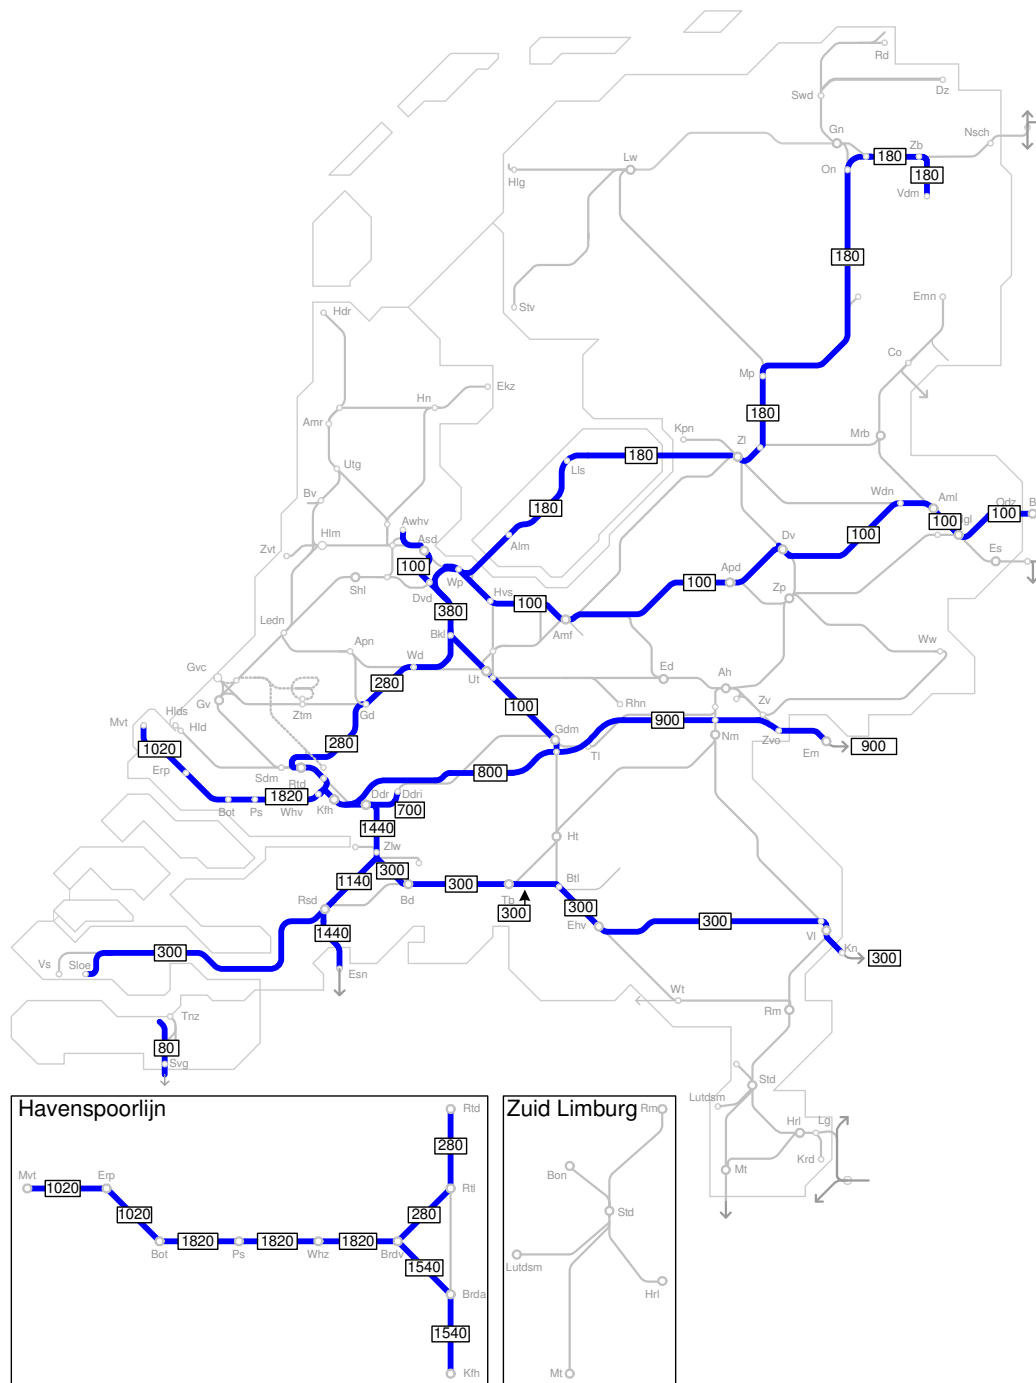 Rd
Swd
Dz
Gn
Nsch
Zb
180
Lw
On
180
Hlg
Vdm
180
Stv
Emn
Hdr
Co
Mp
Ekz
Hn
180
Amr
Kpn
Zl
Mrb
180
Utg
Lls
Bv
180
Wdn
Aml
Odz
B
Awhv
100
100
gl
Hlm
Asd
Alm
Dv
100
Zvt
Es
100
Wp
Apd
Shl
Dvd
Hvs
100
100
Zp
380
Bkl
Amf
Ledn
Apn
Wd
Ww
Gvc
280
Ut
Ed
Ah
Gv
Ztm
Gd
100
Rhn
Zv
Mvt
Hlds
Hld
900
Gdm
Nm
Zvo
280
Tl
Em
900
1020
Erp
Sdm
Rtd
800
Ddr
Ddri
1820
Bot
Ps
Whv
Kfh
700
1440
Ht
Zlw
1140
300
Rsd
Bd
300
Tb
Btl
300
300
Ehv
300
1440
Vl
Vs
Sloe
300
Kn
300
Esn
Wt
Rm
Tnz
80
Svg
Std
Lutdsm
Hrl
Lg
Krd
Mt
Havenspoorlijn
Rtd
280
Mvt
1020
Erp
Rtl
1020
280
Bot
1820
Ps
1820
Whz
1820
Brdv
1540
Brda
1540
Kfh
Zuid Limburg
Rm
Bon
Std
Lutdsm
Hrl
Mt